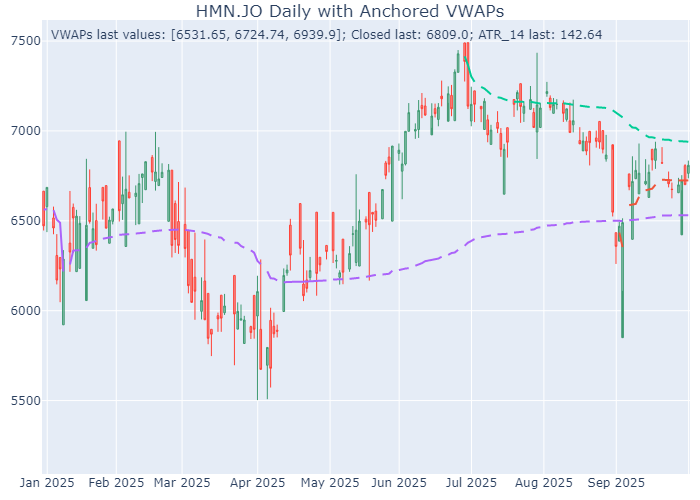 HMN.JO Daily with Anchored VWAPs
VWAPs last values: [6531.65, 6724.74, 6939.9]; Closed last: 6809.0; ATR_14 last: 142.64
7500
7000
6500
6000
5500
Jan 2025 Feb 2025 Mar 2025 Apr 2025 May 2025 Jun 2025 Jul 2025 Aug 2025 Sep 2025